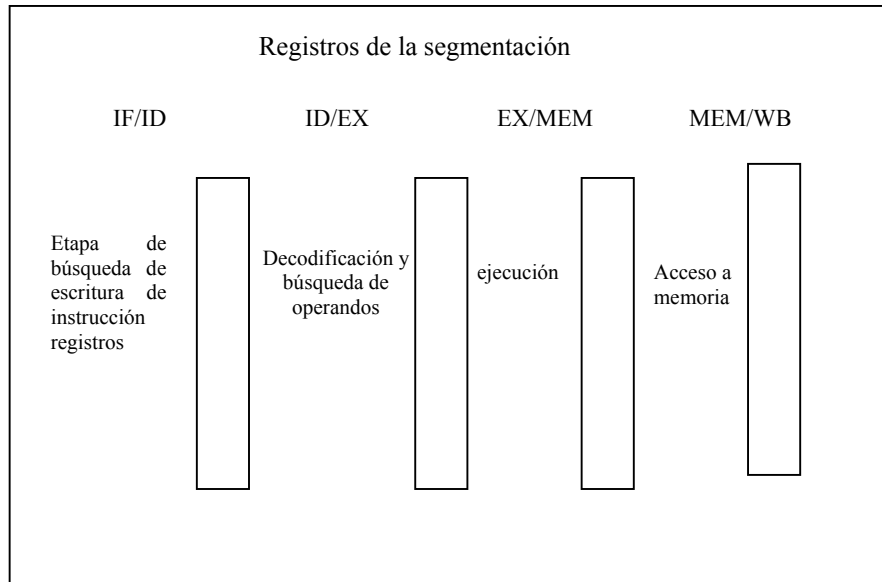 Registros de la segmentación
IF/ID ID/EX EX/MEM MEM/WB
Etapa de
búsqueda de
escritura de
instrucción
registros
Decodificación y
búsqueda de
operandos
ejecución
Acceso a
memoria